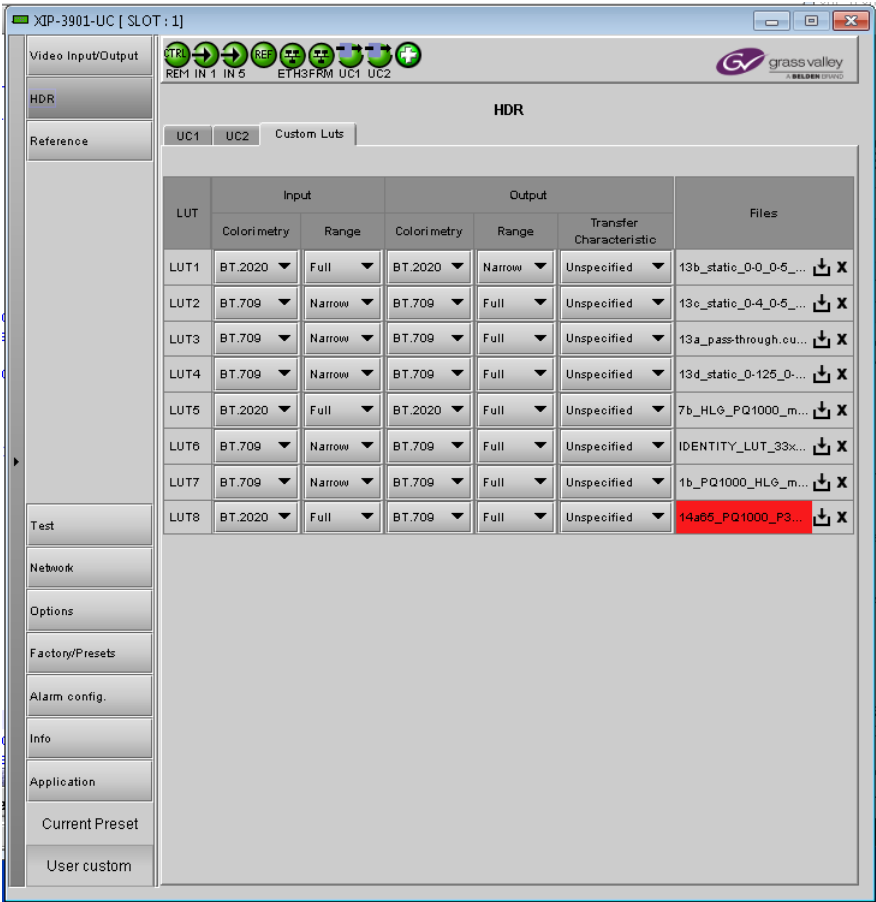 XIP-3901-UC [ SLOT : 1]
Video Input/Output
HDR
Reference
Test
Network
Options
Factory/Presets
Alarm config.
Info
Application
Current Preset
User custom
CTRL REF
REM IN 1 IN 5 ETH3FRM UC1 UC2
GV grass valley
A BELDEN BRAND
HDR
UC1 UC2 Custom Luts
LUT Input Output Files
Colorimetry Range Colorimetry Range Transfer Characteristic
LUT1 BT.2020 Full BT.2020 Narrow Unspecified 13b_static_0-0_0-5_... X
LUT2 BT.709 Narrow BT.709 Full Unspecified 13c_static_0-4_0-5_... X
LUT3 BT.709 Narrow BT.709 Full Unspecified 13a_pass-through.cu... X
LUT4 BT.709 Narrow BT.709 Full Unspecified 13d_static_0-125_0-... X
LUT5 BT.2020 Full BT.2020 Full Unspecified 7b_HLG_PQ1000_m... X
LUT6 BT.709 Narrow BT.709 Full Unspecified IDENTITY_LUT_33x... X
LUT7 BT.709 Narrow BT.709 Full Unspecified 1b_PQ1000_HLG_m... X
LUT8 BT.2020 Full BT.709 Full Unspecified 14a65_PQ1000_P3... X